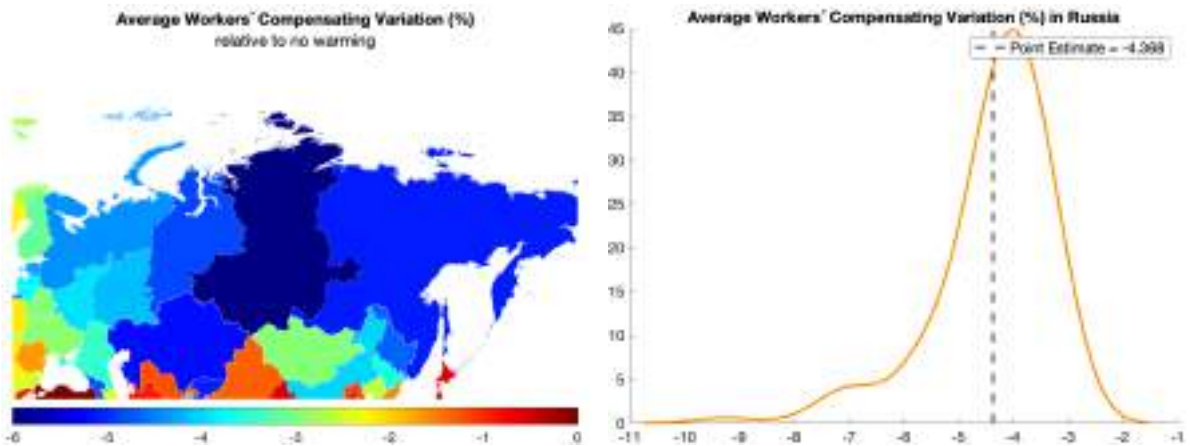 Average Workers´ Compensating Variation (%)
relative to no warming
-6 -5 -4 -3 -2 -1 0
Average Workers´ Compensating Variation (%) in Russia
Point Estimate = -4.368
45
40
35
30
25
20
15
10
5
0
-11 -10 -9 -8 -7 -6 -5 -4 -3 -2 -1